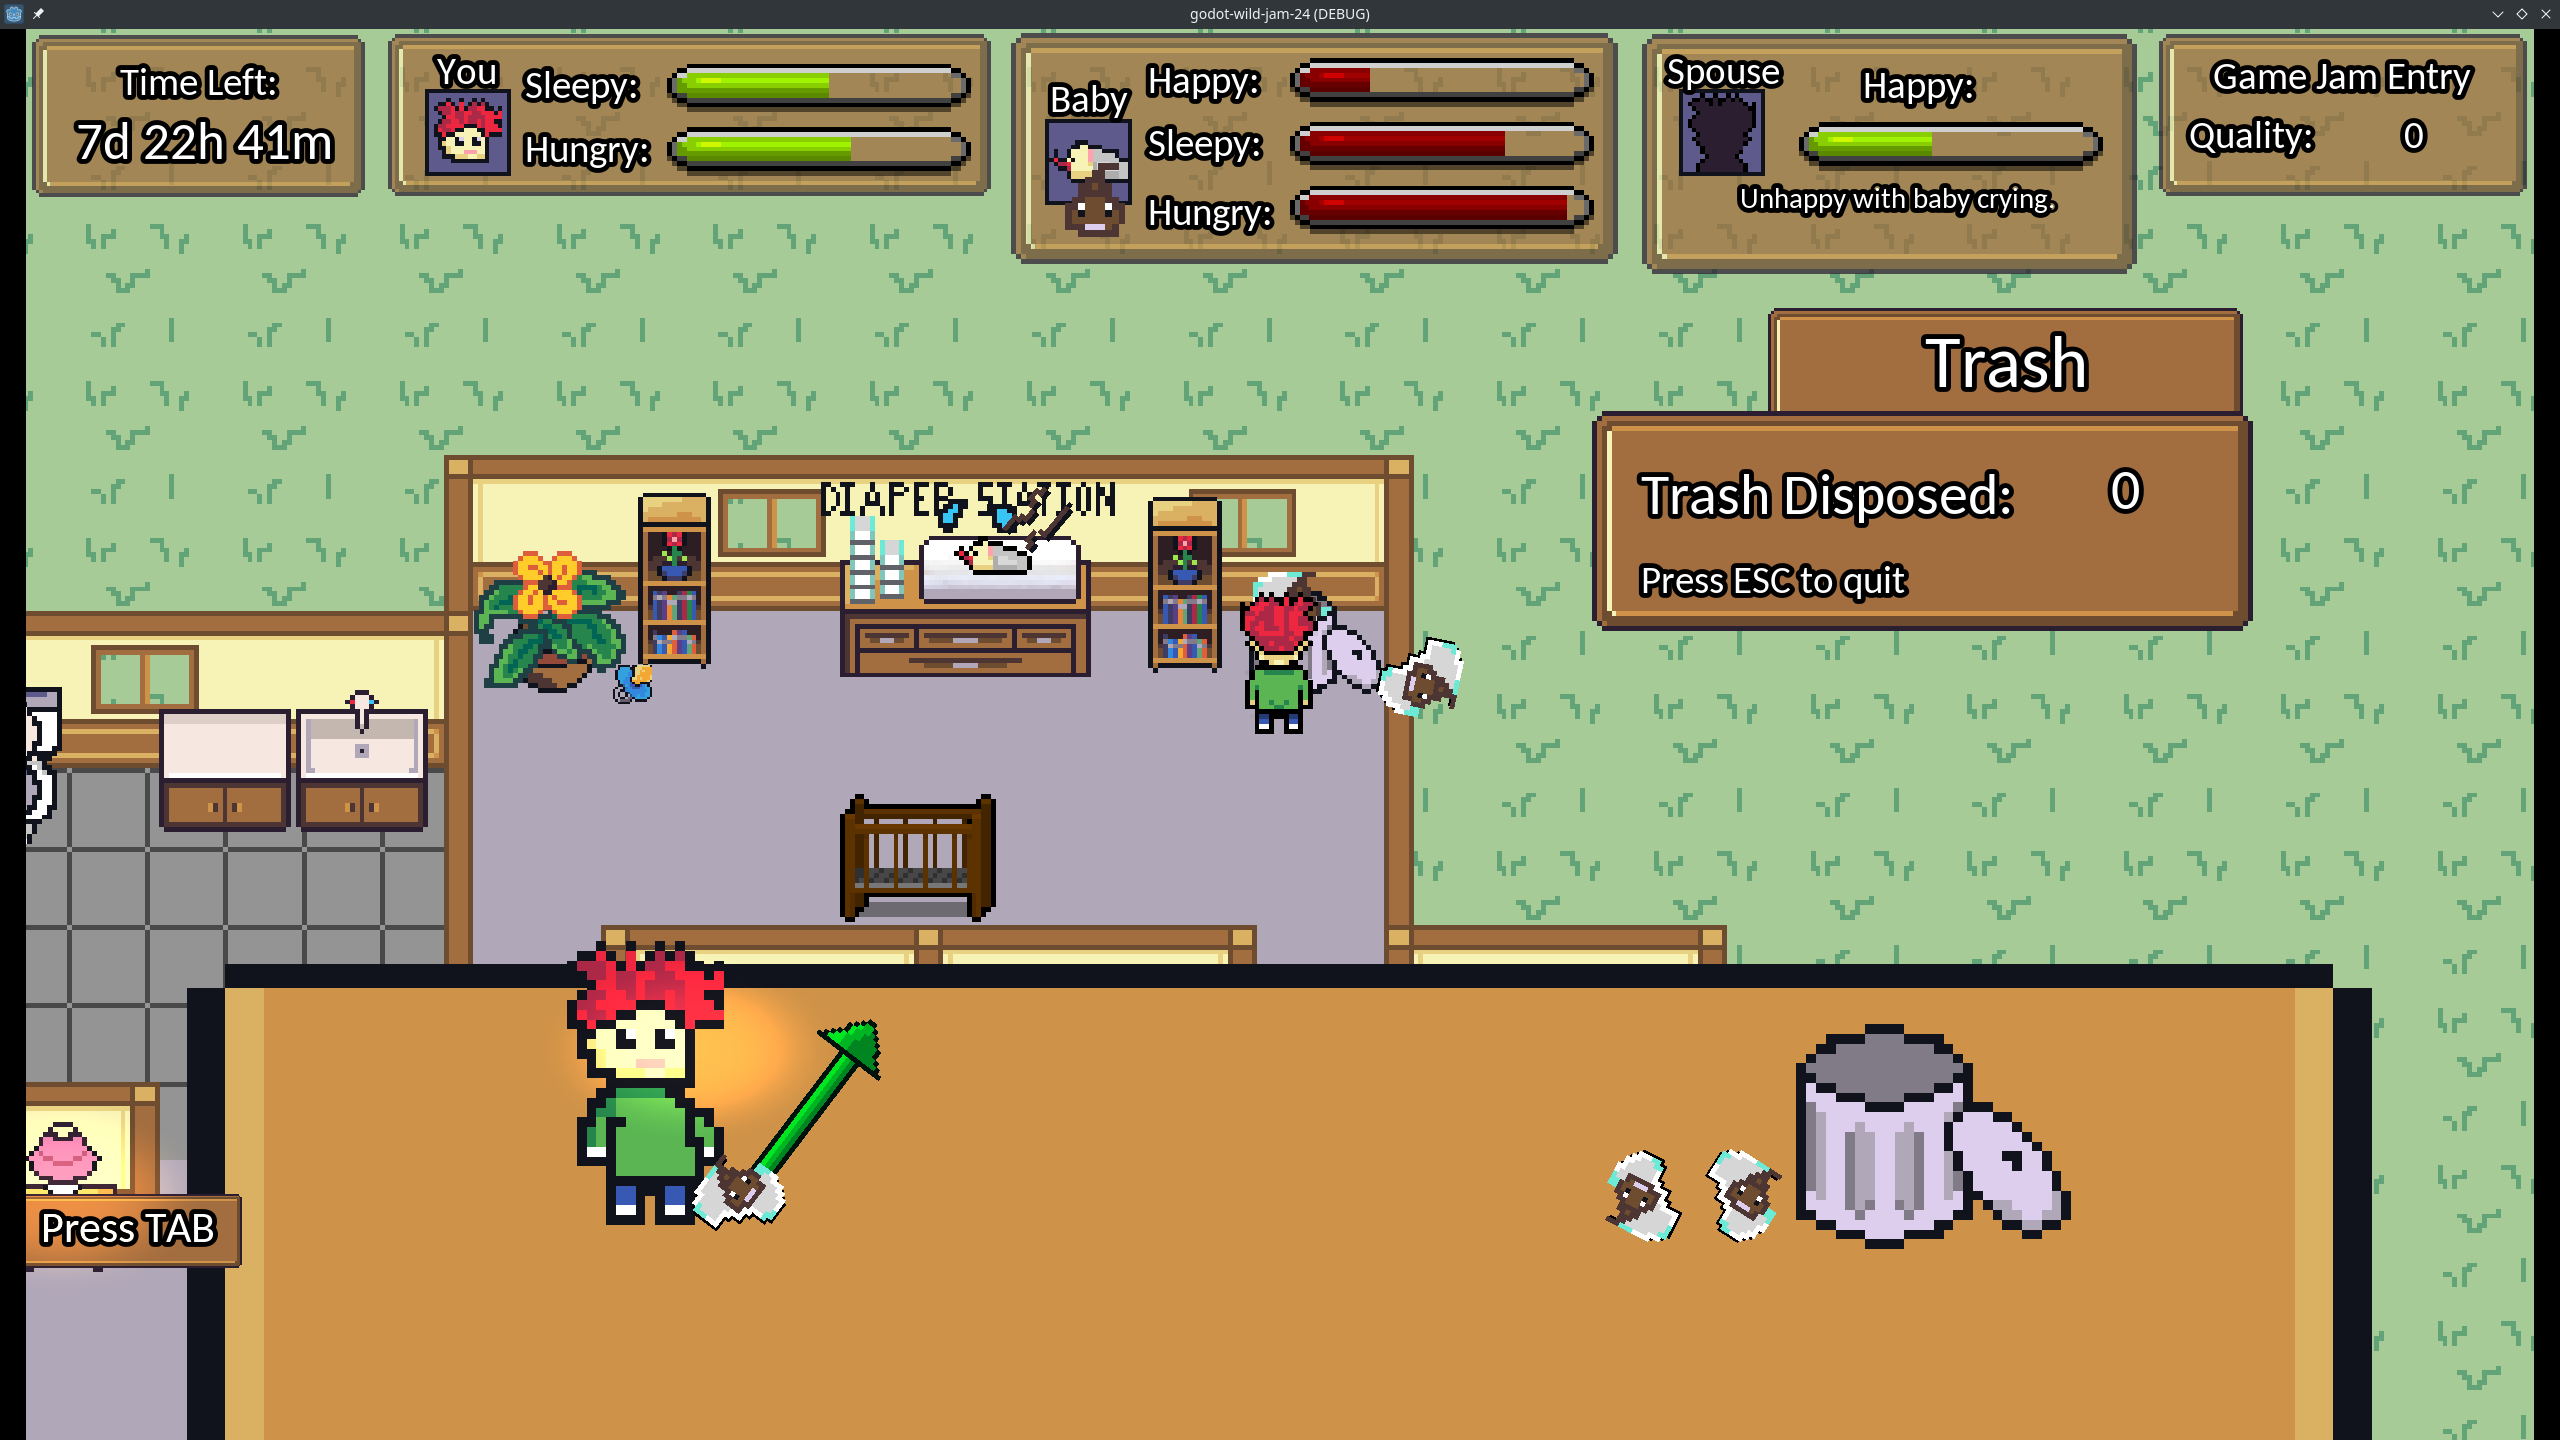 godot-wild-jam-24 (DEBUG)
Time Left:
7d 22h 41m
You
Sleepy:
Hungry:
Baby
Happy:
Sleepy:
Hungry:
Spouse
Happy:
Unhappy with baby crying.
Game Jam Entry
Quality: 0
Trash
Trash Disposed: 0
Press ESC to quit
DIAPER STATION
Press TAB